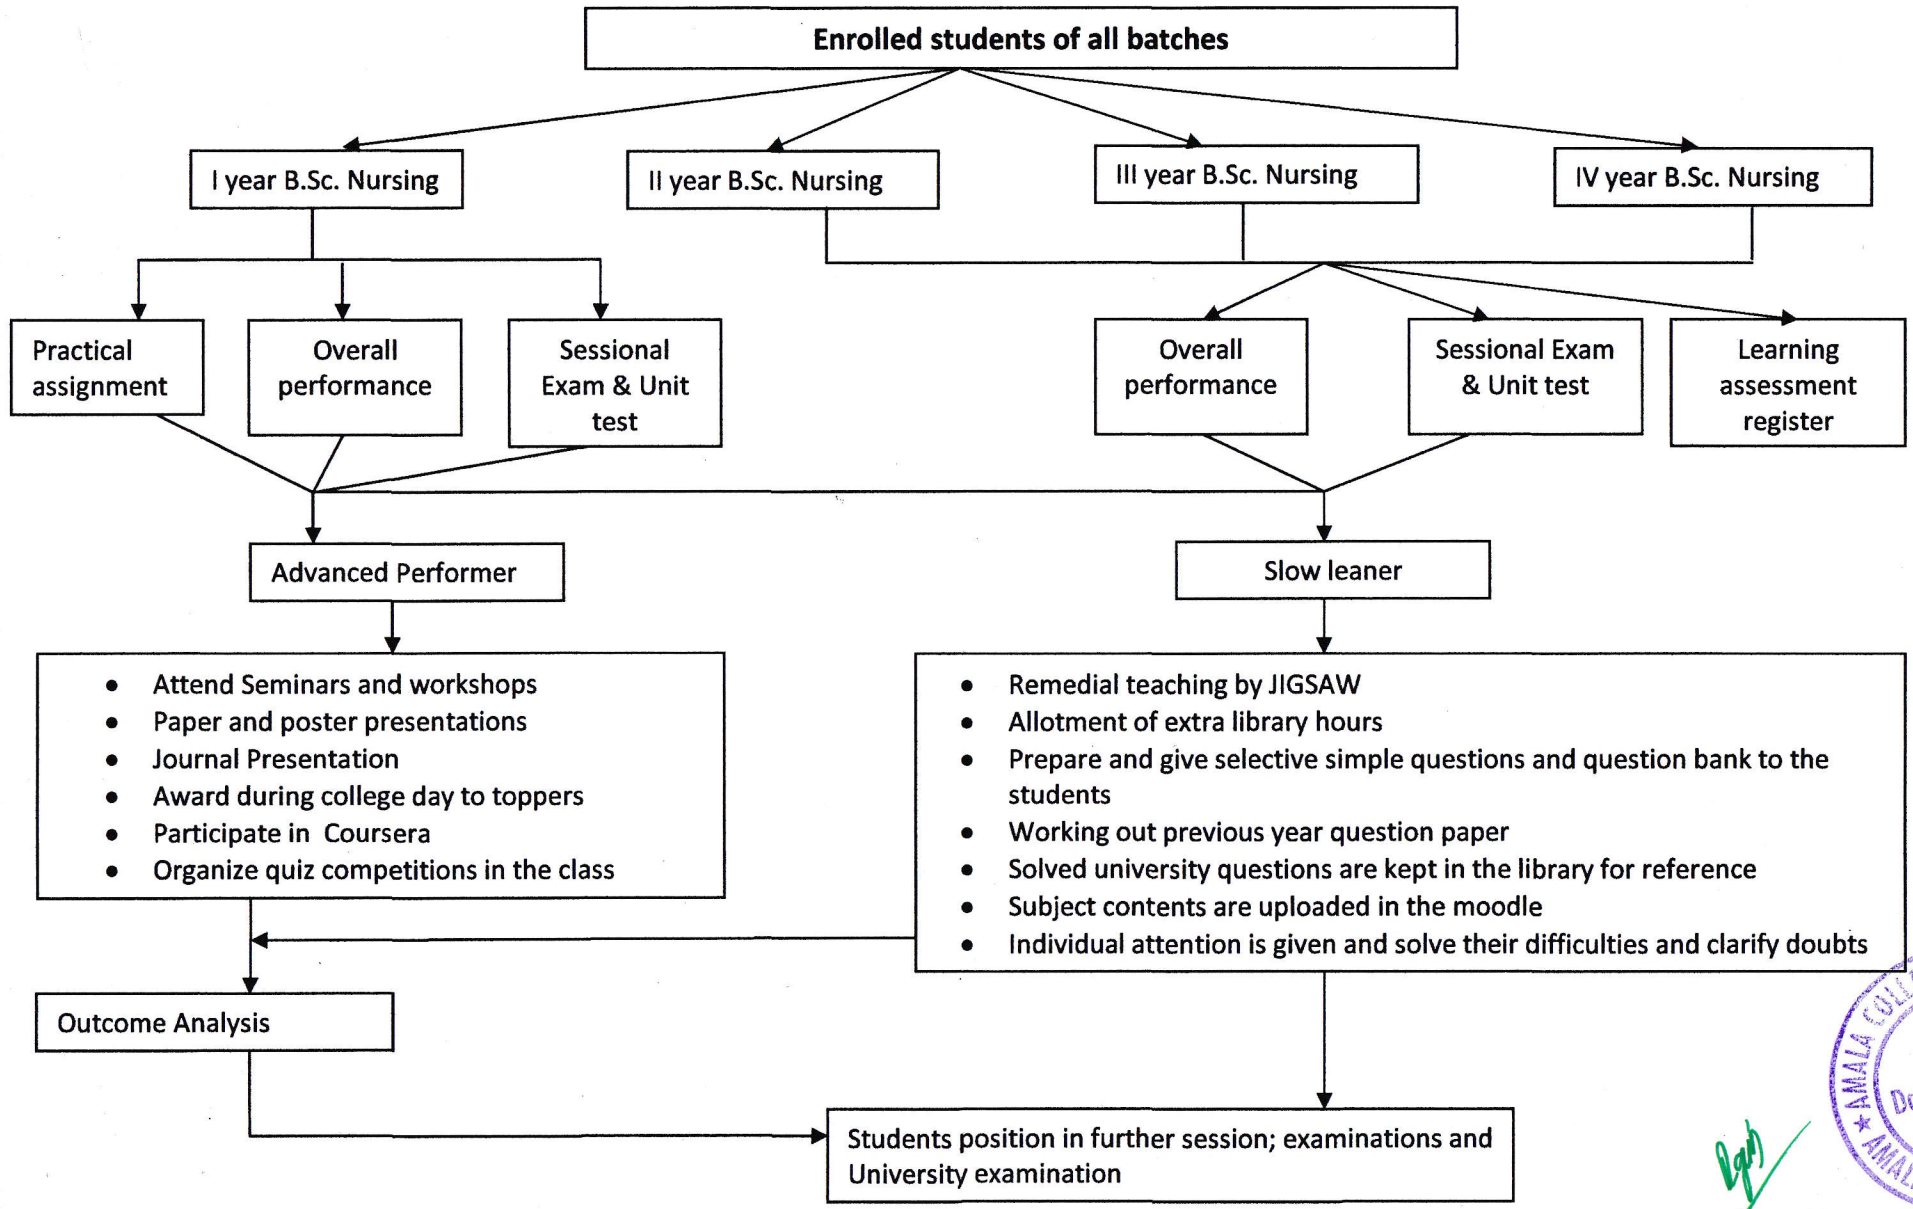 Enrolled students of all batches
I year B.Sc. Nursing
II year B.Sc. Nursing
III year B.Sc. Nursing
IV year B.Sc. Nursing
Practical
assignment
Overall
performance
Sessional
Exam & Unit
test
Overall
performance
Sessional Exam
& Unit test
Learning
assessment
register
Advanced Performer
Slow leaner
• Attend Seminars and workshops
• Paper and poster presentations
• Journal Presentation
• Award during college day to toppers
• Participate in Coursera
• Organize quiz competitions in the class
• Remedial teaching by JIGSAW
• Allotment of extra library hours
• Prepare and give selective simple questions and question bank to the
students
• Working out previous year question paper
• Solved university questions are kept in the library for reference
• Subject contents are uploaded in the moodle
• Individual attention is given and solve their difficulties and clarify doubts
Outcome Analysis
Students position in further session; examinations and
University examination
AMALA